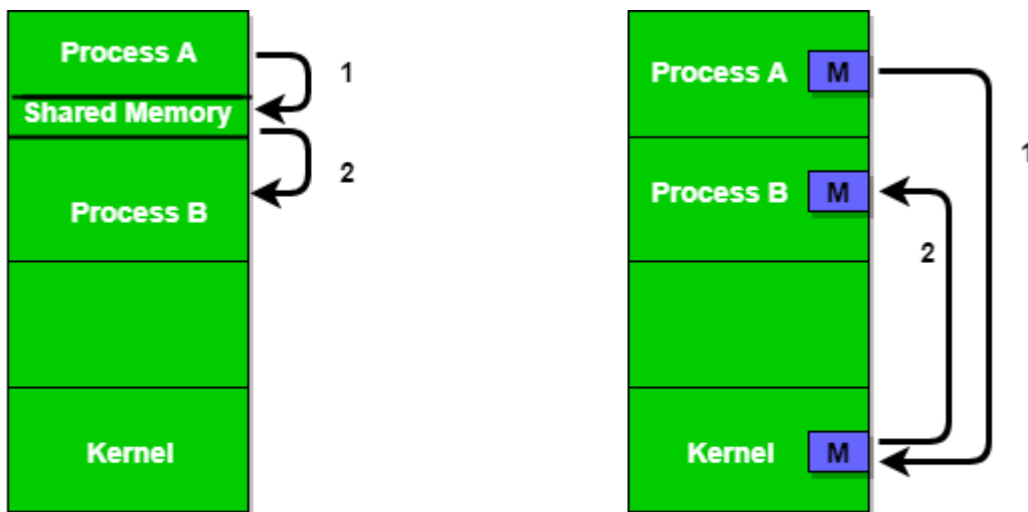 Process A
1
Shared Memory
2
Process B
Kernel
Process A M
1
Process B M
2
Kernel M